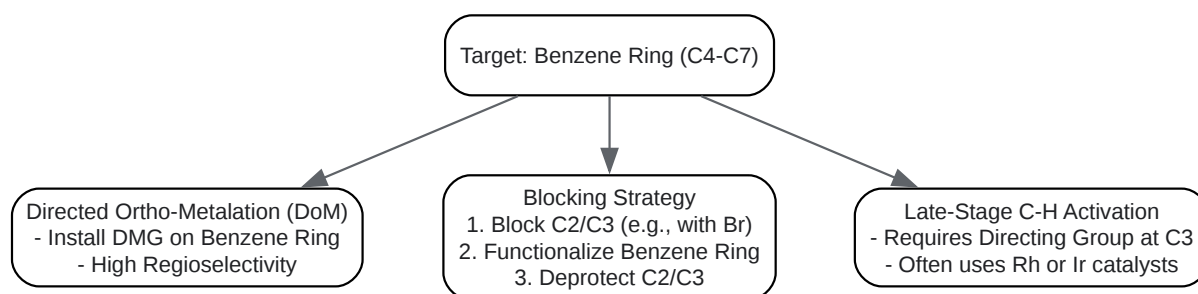 Target: Benzene Ring (C4-C7)
Directed Ortho-Metalation (DoM)
- Install DMG on Benzene Ring
- High Regioselectivity
Blocking Strategy
1. Block C2/C3 (e.g., with Br)
2. Functionalize Benzene Ring
3. Deprotect C2/C3
Late-Stage C-H Activation
- Requires Directing Group at C3
- Often uses Rh or Ir catalysts